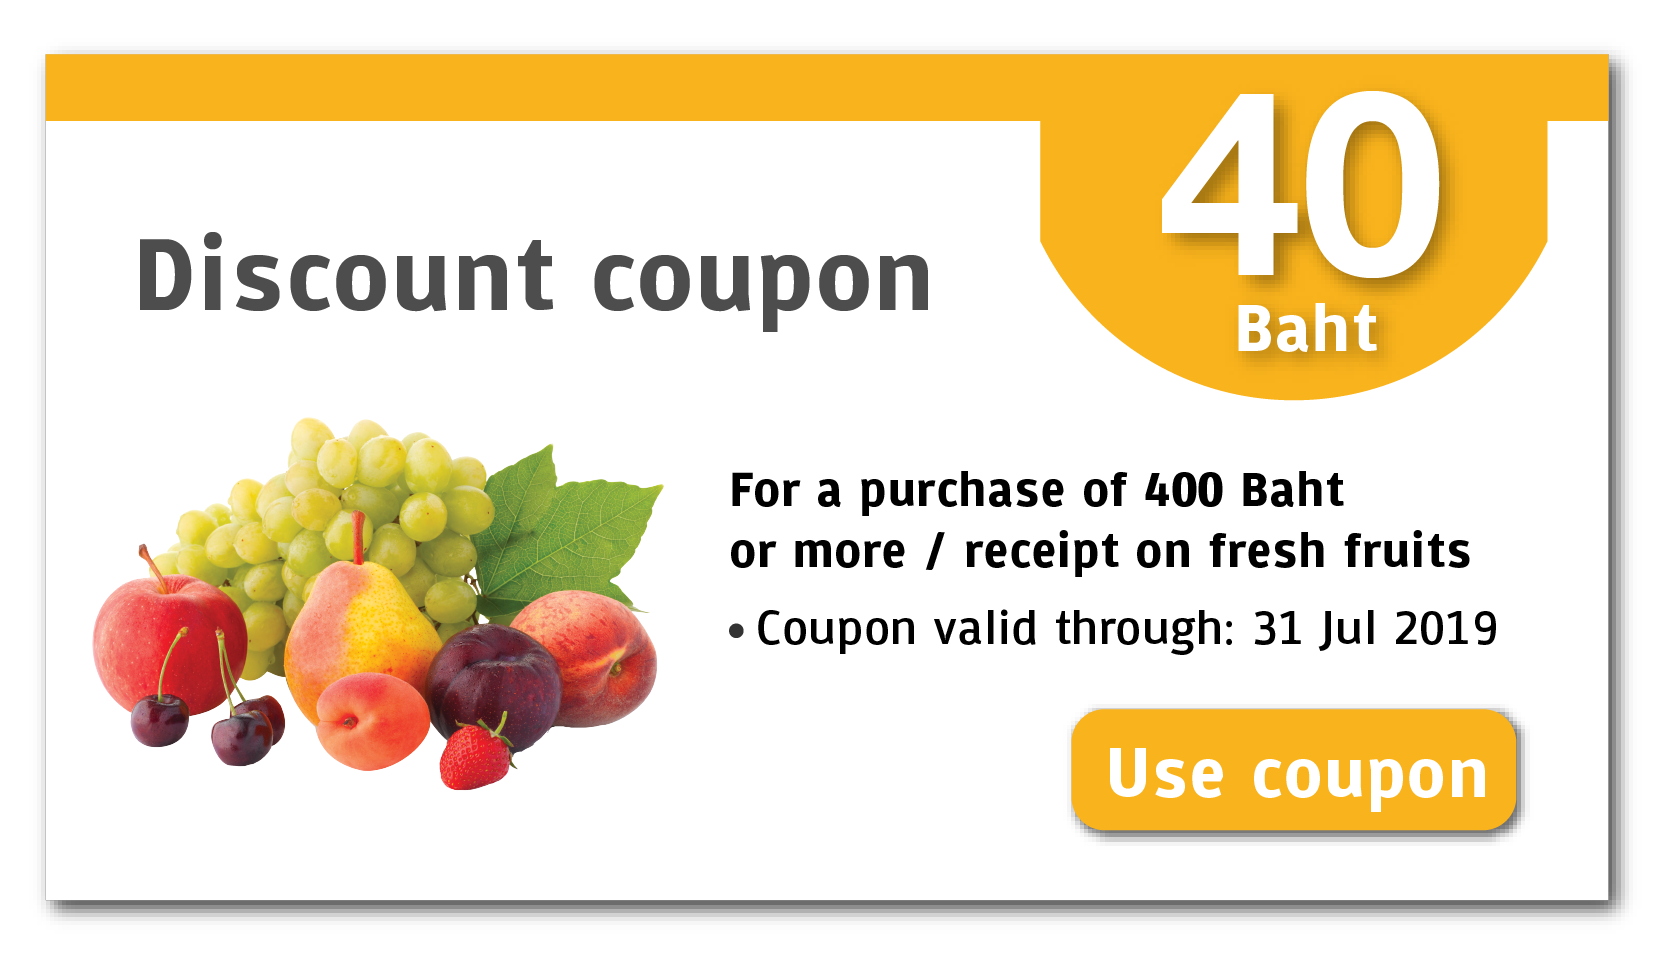 40
Baht
Discount coupon
For a purchase of 400 Baht
or more / receipt on fresh fruits
• Coupon valid through: 31 Jul 2019
Use coupon